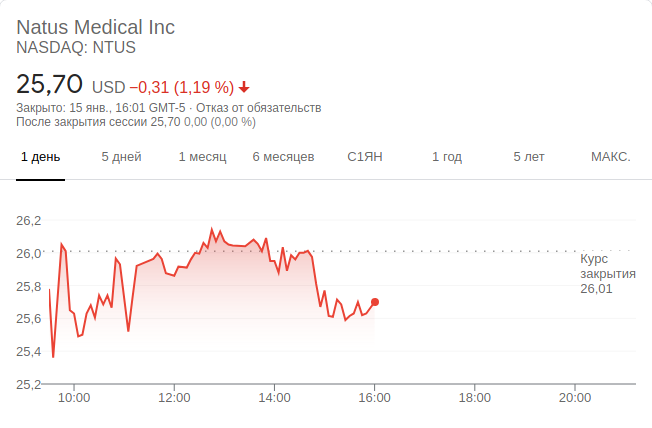 Natus Medical Inc
NASDAQ: NTUS
25,70 USD −0,31 (1,19 %)
Закрыто: 15 янв., 16:01 GMT-5 · Отказ от обязательств
После закрытия сессии 25,70 0,00 (0,00 %)
1 день 5 дней 1 месяц 6 месяцев С1ЯН 1 год 5 лет МАКС.
26,2
26,0
Курс
закрытия
26,01
25,8
25,6
25,4
25,2
10:00 12:00 14:00 16:00 18:00 20:00